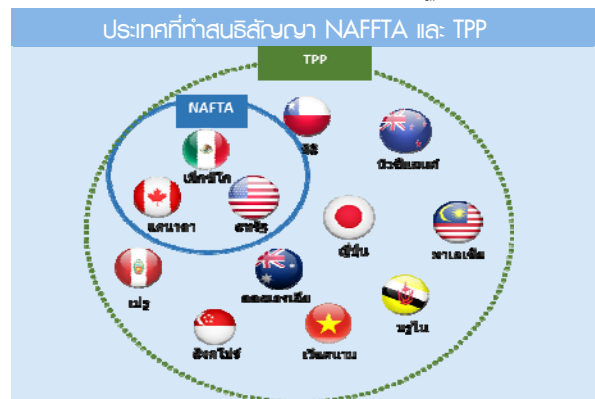 ประเทศที่ทำสนธิสัญญา NAFFTA และ TPP
TPP
NAFTA
ชิลี
นิวซีแลนด์
เม็กซิโก
แคนาดา
สหรัฐ
ญี่ปุ่น
มาเลเซีย
เปรู
ออสเตรเลีย
บรูไน
สิงคโปร์
เวียดนาม